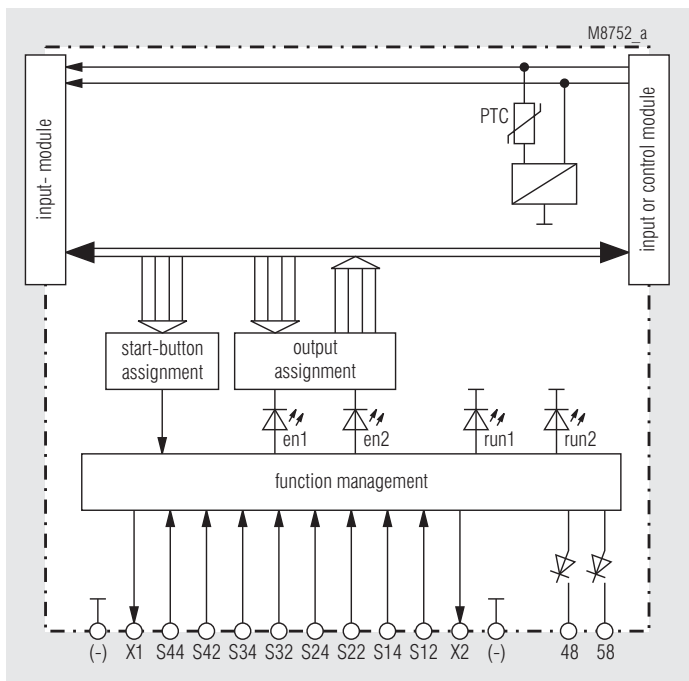 M8752_a
input- module
PTC
input or control module
start-button
assignment
output
assignment
en1
en2
run1
run2
function management
(-) X1 S44 S42 S34 S32 S24 S22 S14 S12 X2 (-) 48 58